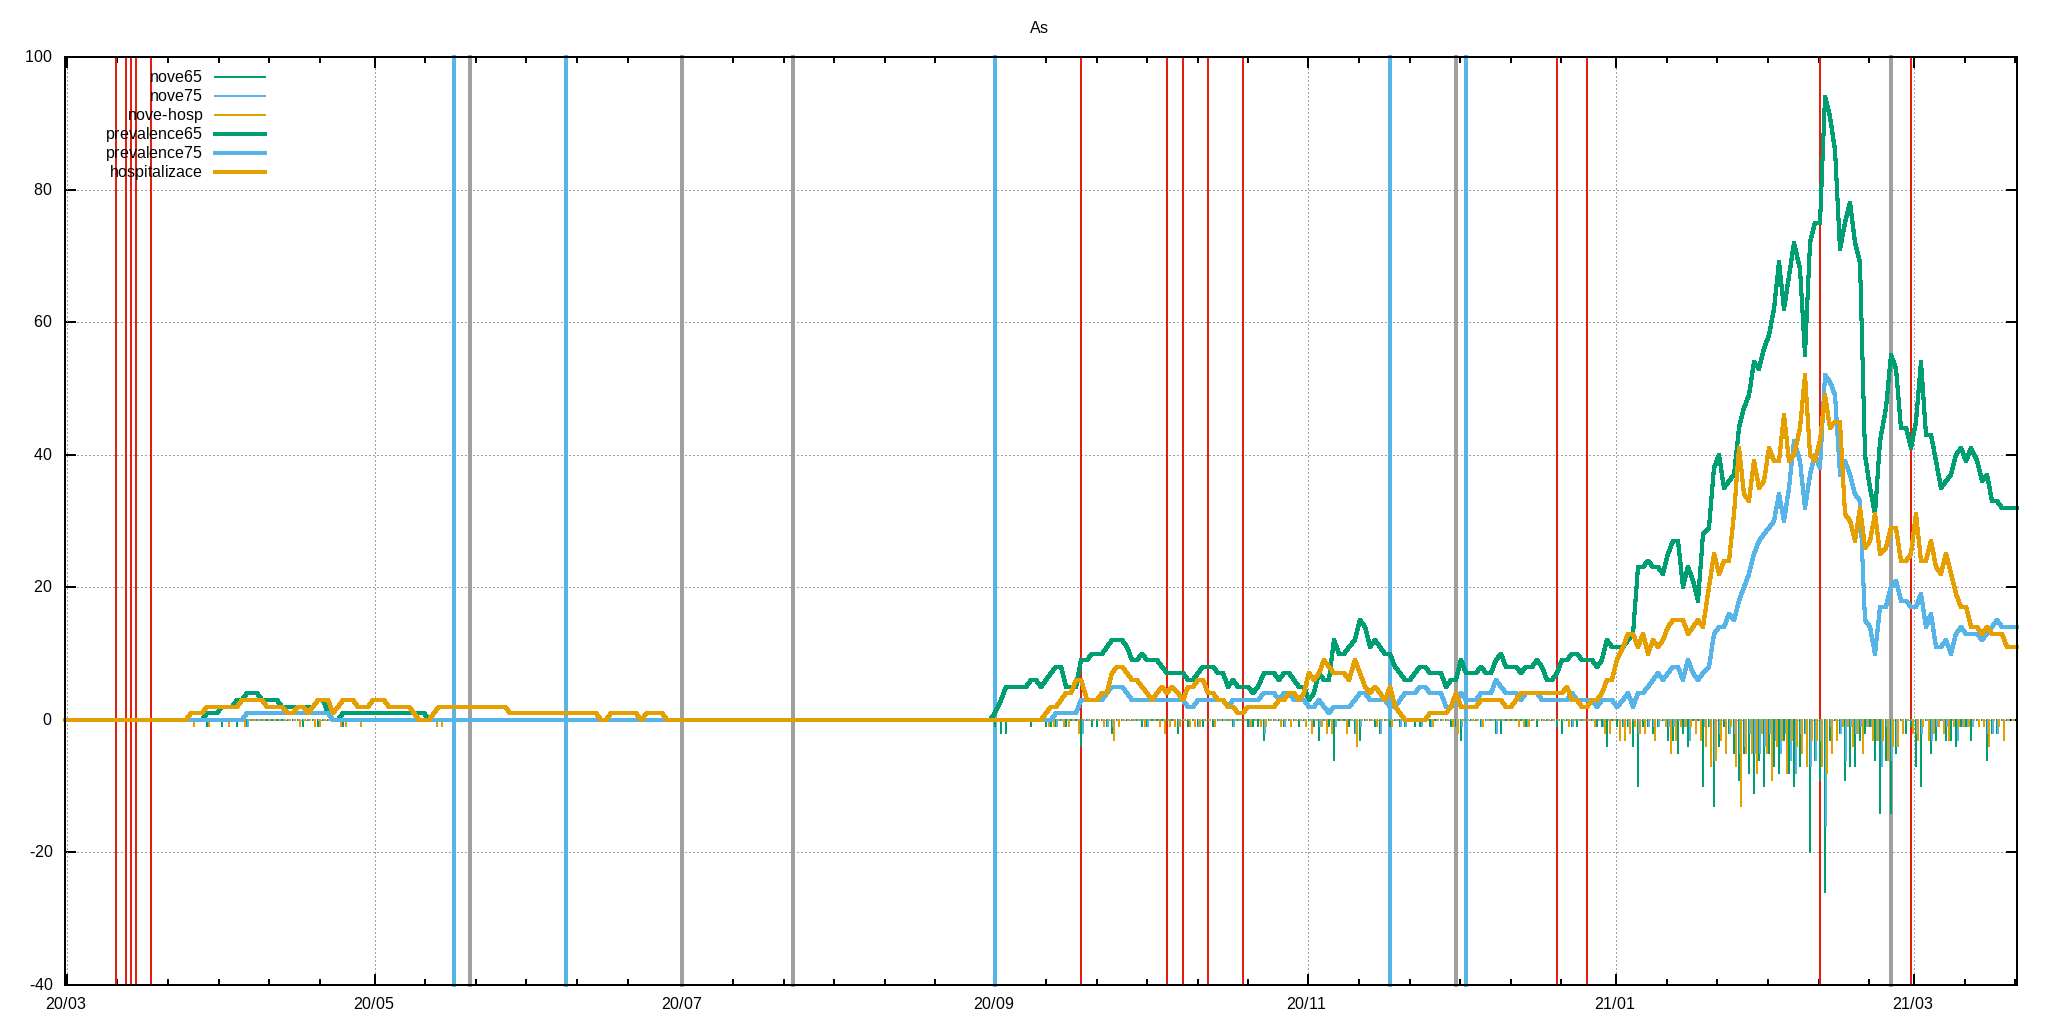 As
100
nove65
nove75
nove-hosp
prevalence65
prevalence75
hospitalizace
80
60
40
20
0
-20
-40
20/03 20/05 20/07 20/09 20/11 21/01 21/03